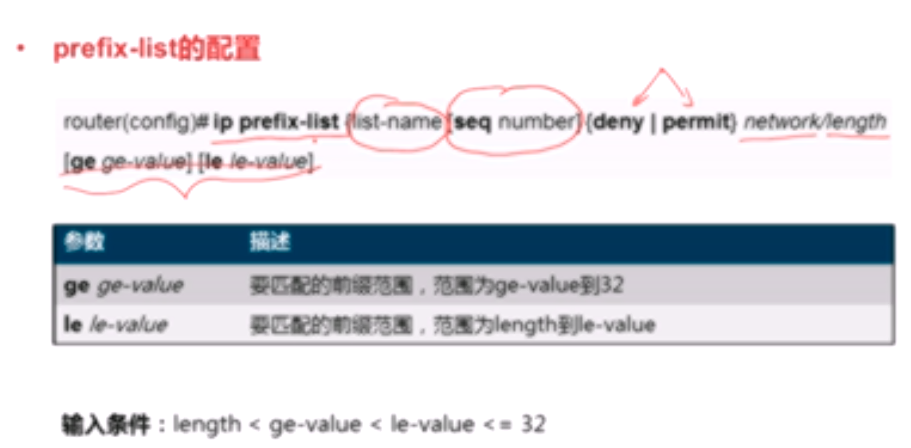 • prefix-list的配置
router(config)# ip prefix-list {list-name [seq number] {deny | permit} network/length
[ge ge-value] [le le-value]
参数 描述
ge ge-value 要匹配的前缀范围，范围为ge-value到32
le le-value 要匹配的前缀范围，范围为length到le-value
输入条件：length < ge-value < le-value <= 32